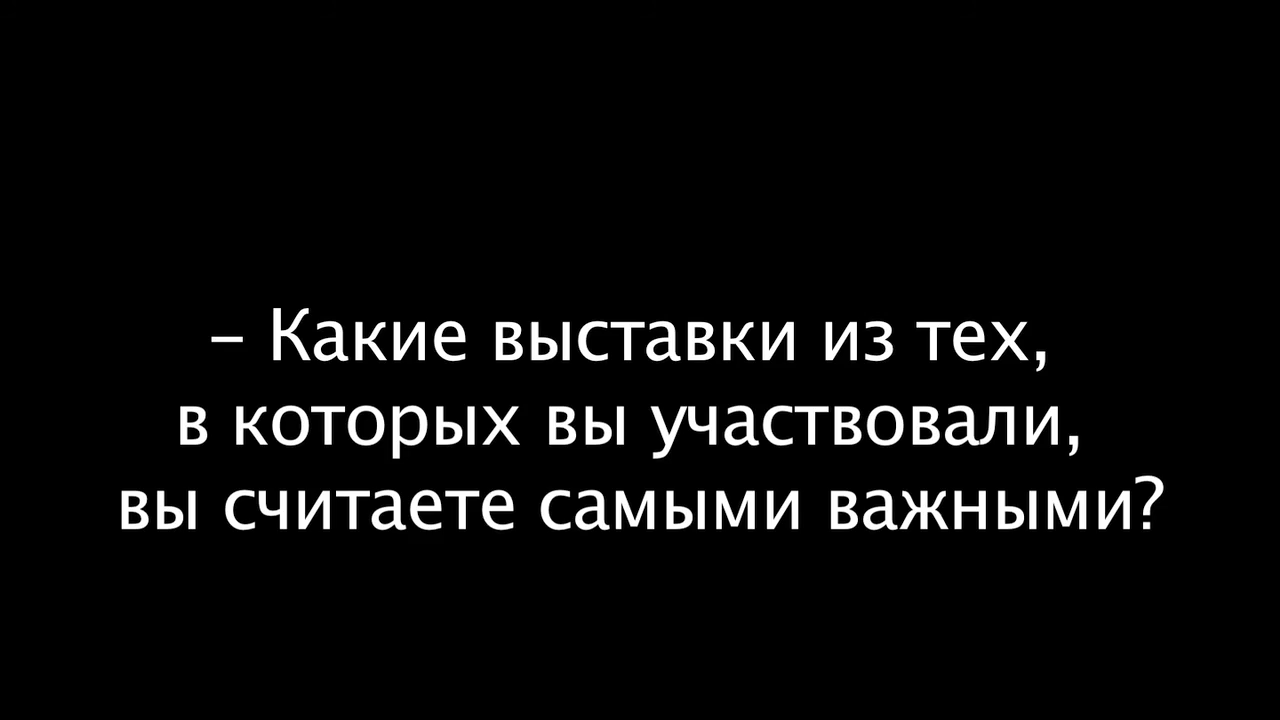 – Какие выставки из тех,
в которых вы участвовали,
вы считаете самыми важными?